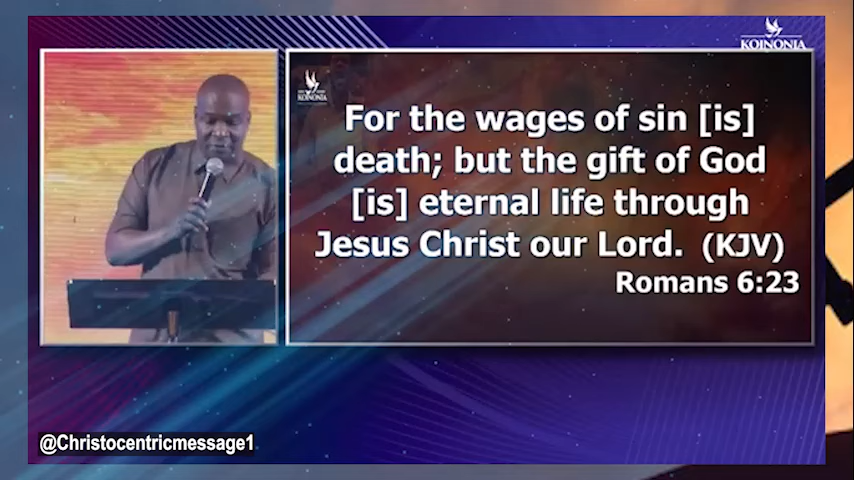 KOINONIA
KOINONIA
For the wages of sin [is]
death; but the gift of God
[is] eternal life through
Jesus Christ our Lord. (KJV)
Romans 6:23
@Christocentricmessage1